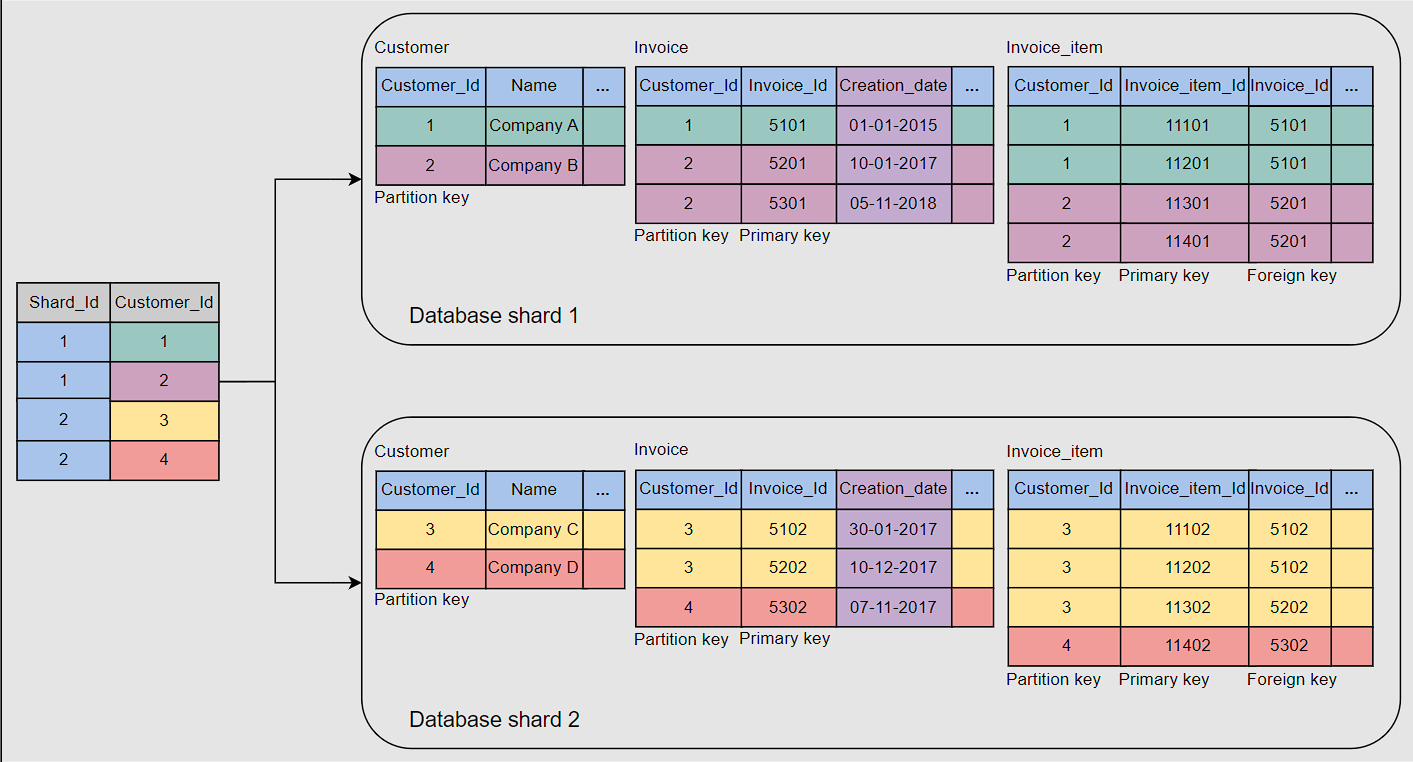 Customer
Customer_Id Name ...
1 Company A
2 Company B
Partition key
Invoice
Customer_Id Invoice_Id Creation_date ...
1 5101 01-01-2015
2 5201 10-01-2017
2 5301 05-11-2018
Partition key Primary key
Invoice_item
Customer_Id Invoice_item_Id Invoice_Id ...
1 11101 5101
1 11201 5101
2 11301 5201
2 11401 5201
Partition key Primary key Foreign key
Database shard 1
Shard_Id Customer_Id
1 1
1 2
2 3
2 4
Customer
Customer_Id Name ...
3 Company C
4 Company D
Partition key
Invoice
Customer_Id Invoice_Id Creation_date ...
3 5102 30-01-2017
3 5202 10-12-2017
4 5302 07-11-2017
Partition key Primary key
Invoice_item
Customer_Id Invoice_item_Id Invoice_Id ...
3 11102 5102
3 11202 5102
3 11302 5202
4 11402 5302
Partition key Primary key Foreign key
Database shard 2